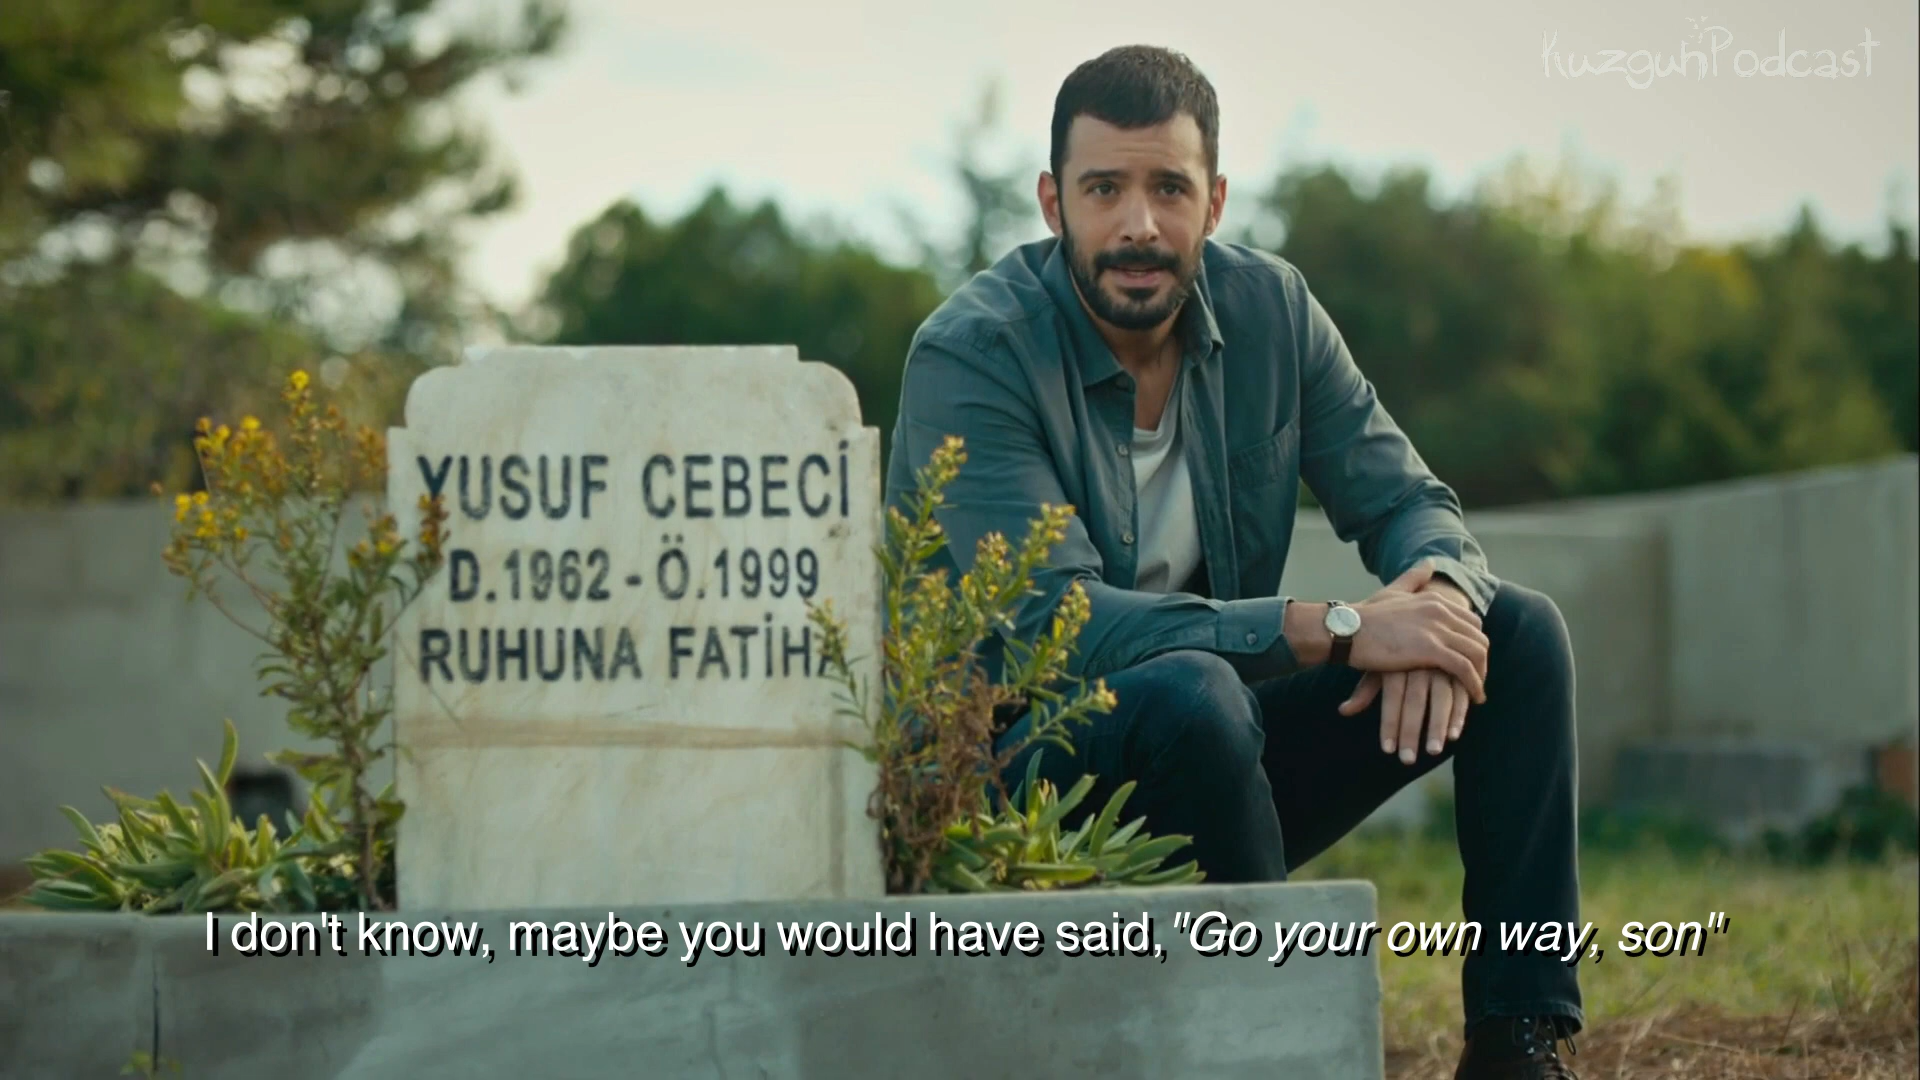 KuzgunPodcast
YUSUF CEBECİ
D.1962 - Ö.1999
RUHUNA FATİHA
I don't know, maybe you would have said, "Go your own way, son"